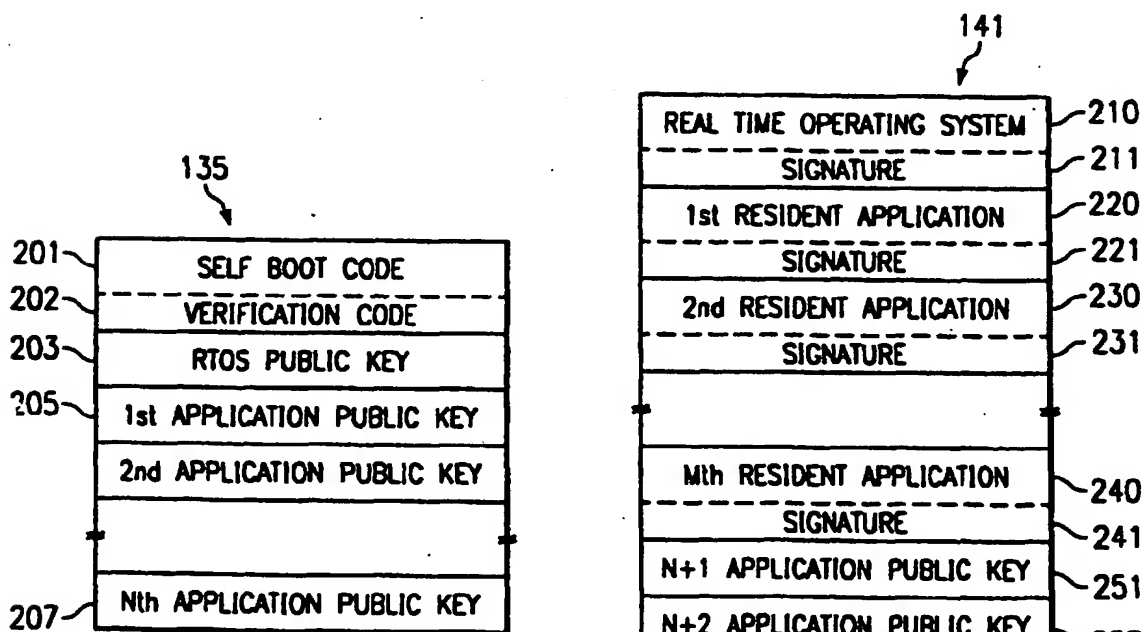 141
REAL TIME OPERATING SYSTEM
210
SIGNATURE
211
1st RESIDENT APPLICATION
220
SIGNATURE
221
2nd RESIDENT APPLICATION
230
SIGNATURE
231
Mth RESIDENT APPLICATION
240
SIGNATURE
241
N+1 APPLICATION PUBLIC KEY
251
N+2 APPLICATION PUBLIC KEY
135
201
SELF BOOT CODE
202
VERIFICATION CODE
203
RTOS PUBLIC KEY
205
1st APPLICATION PUBLIC KEY
2nd APPLICATION PUBLIC KEY
207
Nth APPLICATION PUBLIC KEY